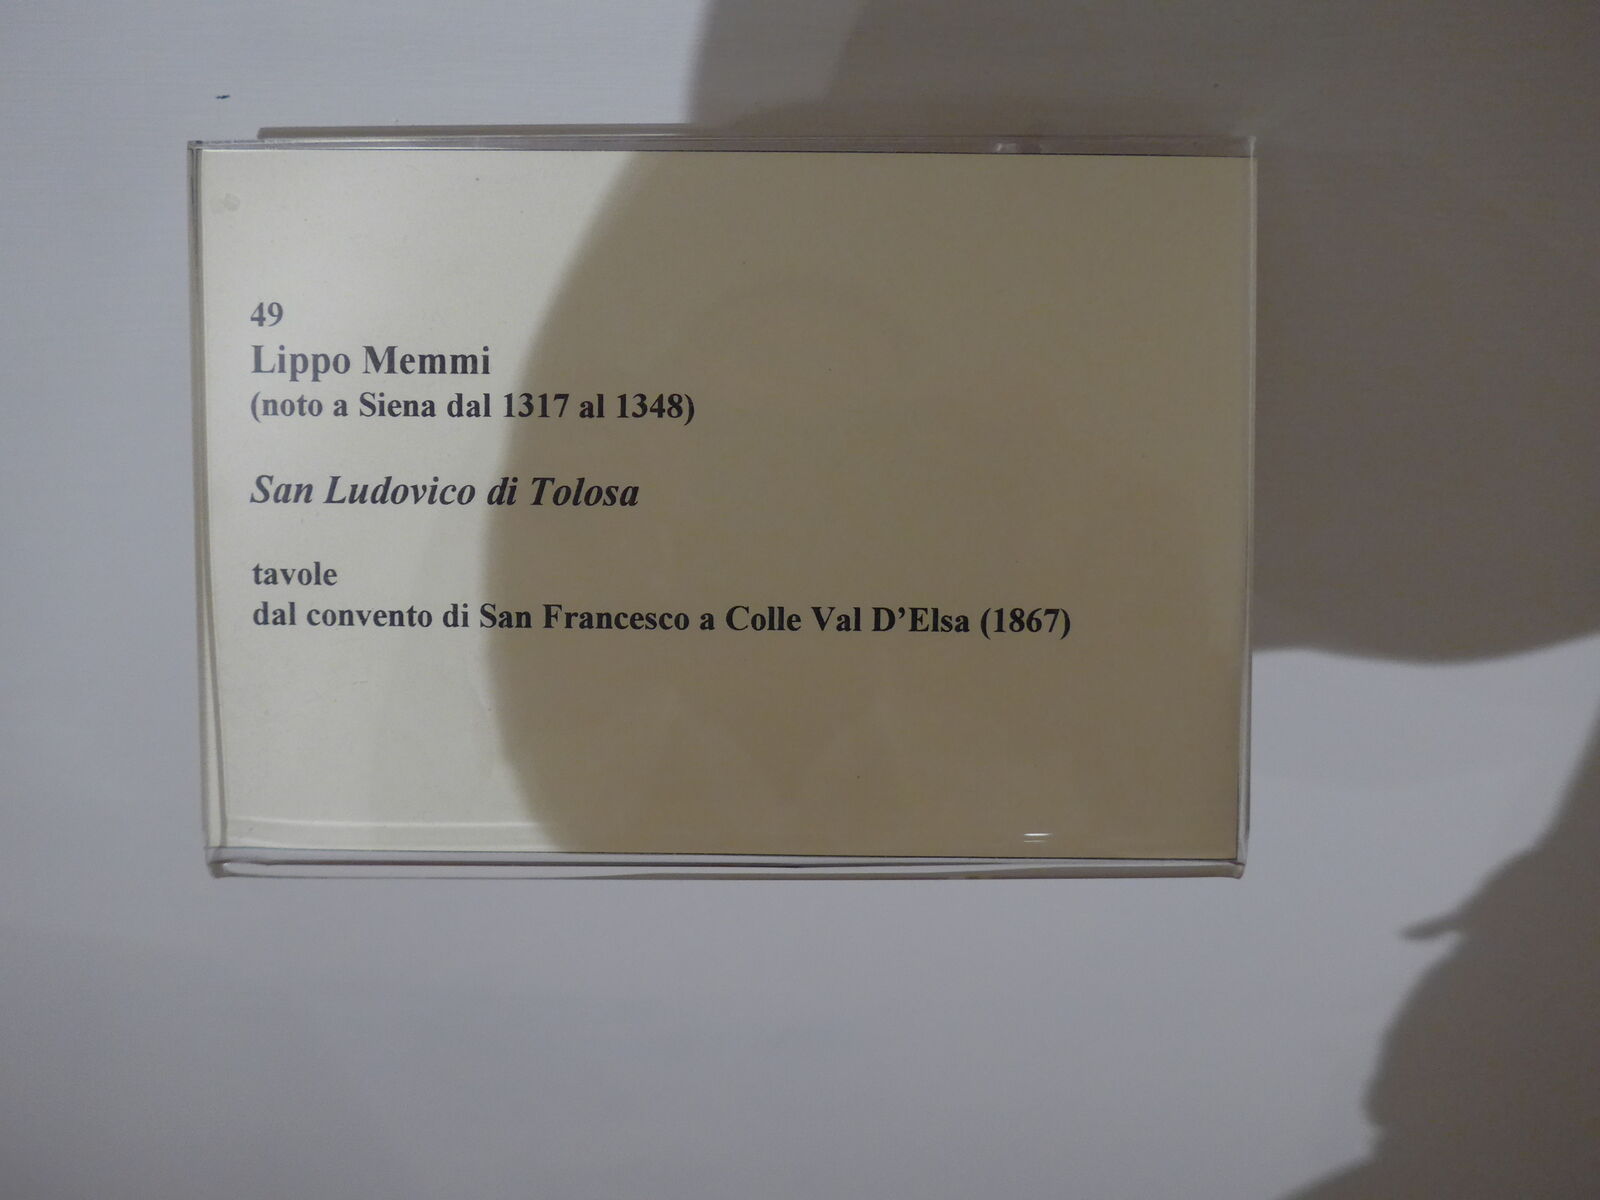 49
Lippo Memmi
(noto a Siena dal 1317 al 1348)
San Ludovico di Tolosa
tavole
dal convento di San Francesco a Colle Val D’Elsa (1867)